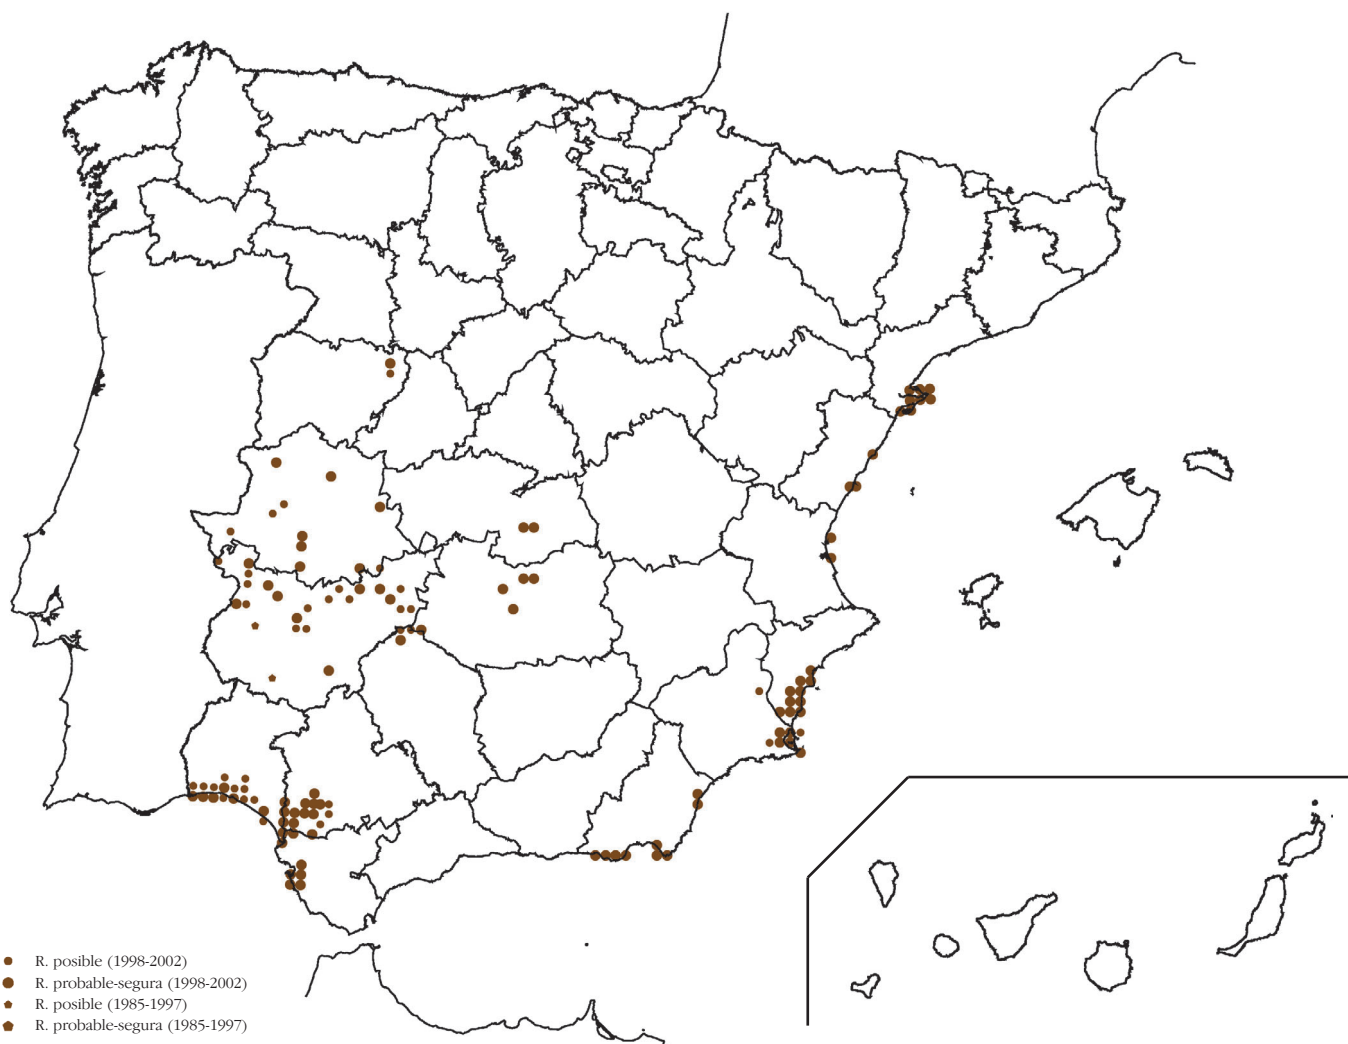 R. posible (1998-2002)
R. probable-segura (1998-2002)
R. posible (1985-1997)
R. probable-segura (1985-1997)